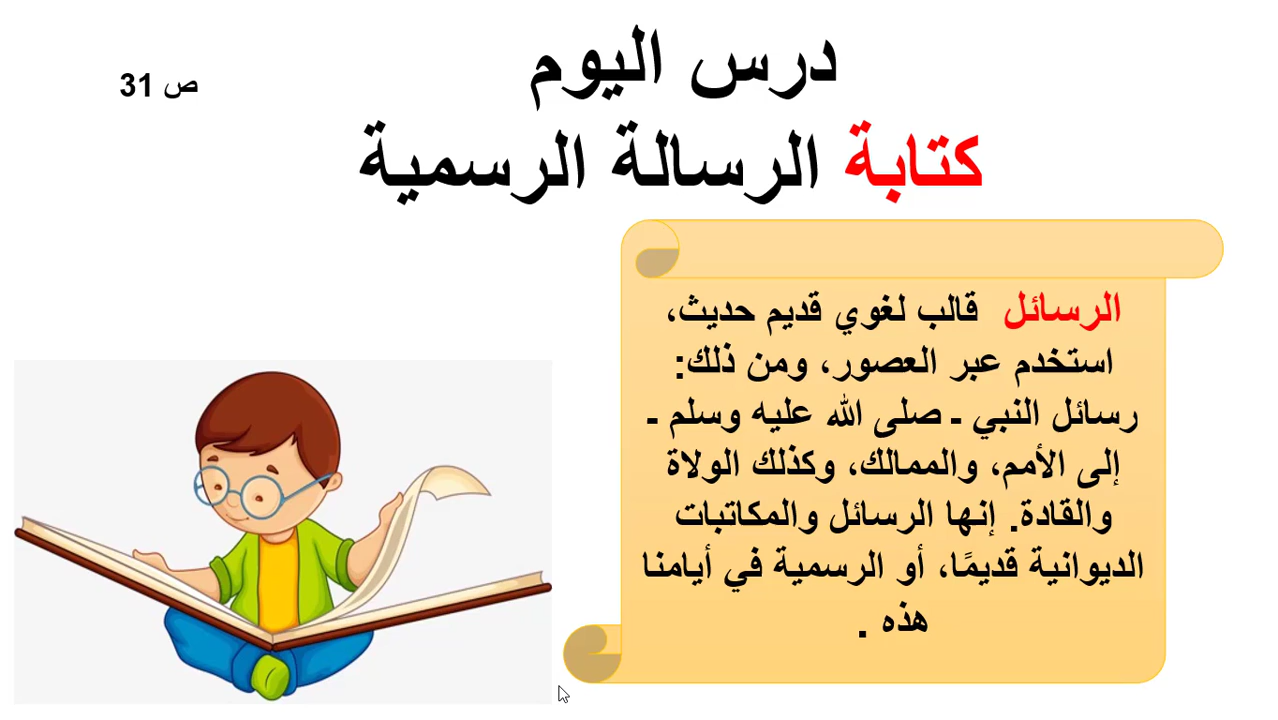 درس اليوم
ص 31
كتابة الرسالة الرسمية
الرسائل قالب لغوي قديم حديث،
استخدم عبر العصور، ومن ذلك:
رسائل النبي ـ صلى الله عليه وسلم ـ
إلى الأمم، والممالك، وكذلك الولاة
والقادة. إنها الرسائل والمكاتبات
الديوانية قديمًا، أو الرسمية في أيامنا
هذه .